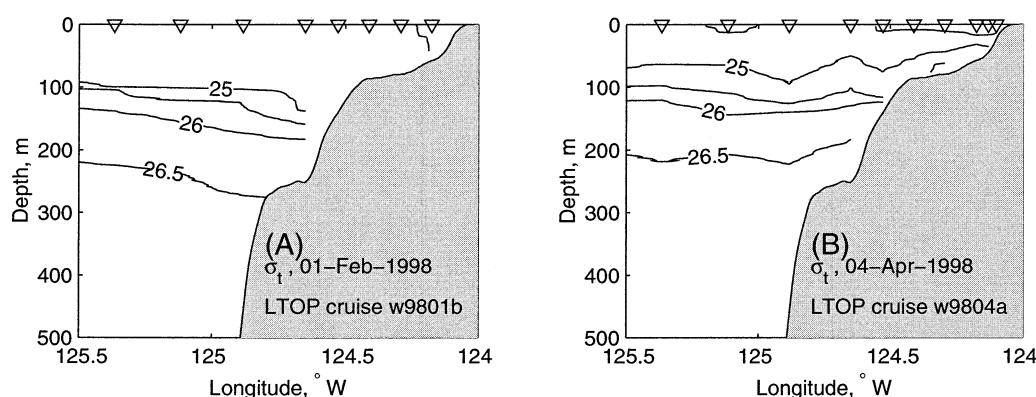 0
100
200
300
400
500
Depth, m
25
26
26.5
(A)
σt , 01–Feb–1998
LTOP cruise w9801b
125.5 125 124.5 124
Longitude, ° W
0
100
200
300
400
500
Depth, m
25
26
26.5
(B)
σt , 04–Apr–1998
LTOP cruise w9804a
125.5 125 124.5 124
Longitude, ° W